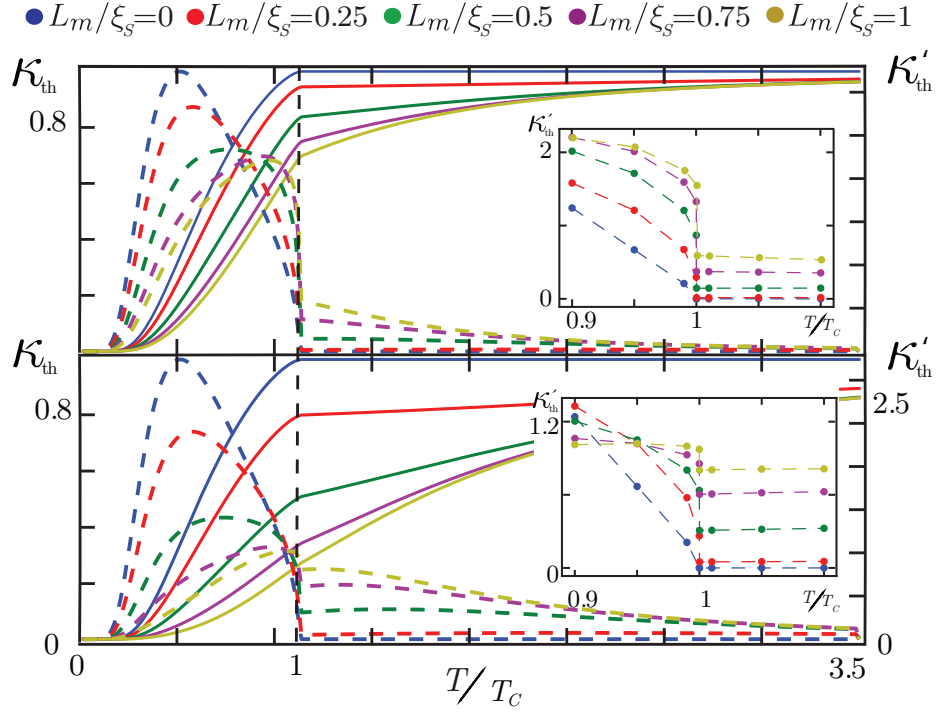 L_m/ξ_S=0 L_m/ξ_S=0.25 L_m/ξ_S=0.5 L_m/ξ_S=0.75 L_m/ξ_S=1
κ_th κ'_th
0.8
κ'_th
2
0
0.9 1 T/T_C
κ_th κ'_th
0.8 2.5
κ'_th
1.2
0
0.9 1 T/T_C
0 0
0 1 T/T_C 3.5